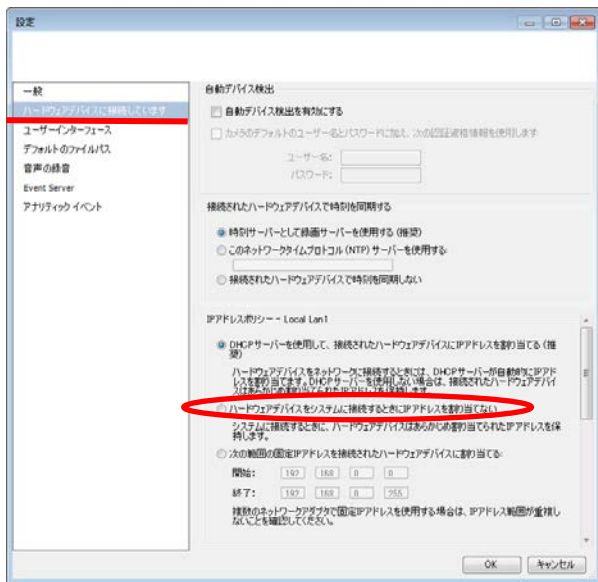 設定
一般
ハードウェアデバイスに接続しています
ユーザーインターフェース
デフォルトのファイルパス
音声の録音
Event Server
アナリティック イベント
自動デバイス検出
自動デバイス検出を有効にする
カメラのデフォルトのユーザー名とパスワードに加え、次の認証資格情報を使用します
ユーザー名:
パスワード:
接続されたハードウェアデバイスで時刻を同期する
時刻サーバーとして録画サーバーを使用する (推奨)
このネットワークタイムプロトコル (NTP) サーバーを使用する:
接続されたハードウェアデバイスで時刻を同期しない
IPアドレスポリシー - Local Lan1
DHCPサーバーを使用して、接続されたハードウェアデバイスにIPアドレスを割り当てる (推
奨)
ハードウェアデバイスをネットワークに接続するときには、DHCPサーバーが自動的にIPアド
レスを割り当てます。DHCPサーバーを使用しない場合は、接続されたハードウェアデバイ
スはあらかじめ割り当てられたIPアドレスを保持します。
ハードウェアデバイスをシステムに接続するときにIPアドレスを割り当てない
システムに接続するときに、ハードウェアデバイスはあらかじめ割り当てられたIPアドレスを保
持します。
次の範囲の固定IPアドレスを接続されたハードウェアデバイスに割り当てる:
開始: 192 168 0 0
終了: 192 168 0 255
複数のネットワークアダプタで固定IPアドレスを使用する場合は、IPアドレス範囲が重複し
ないことを確認してください。
OK キャンセル